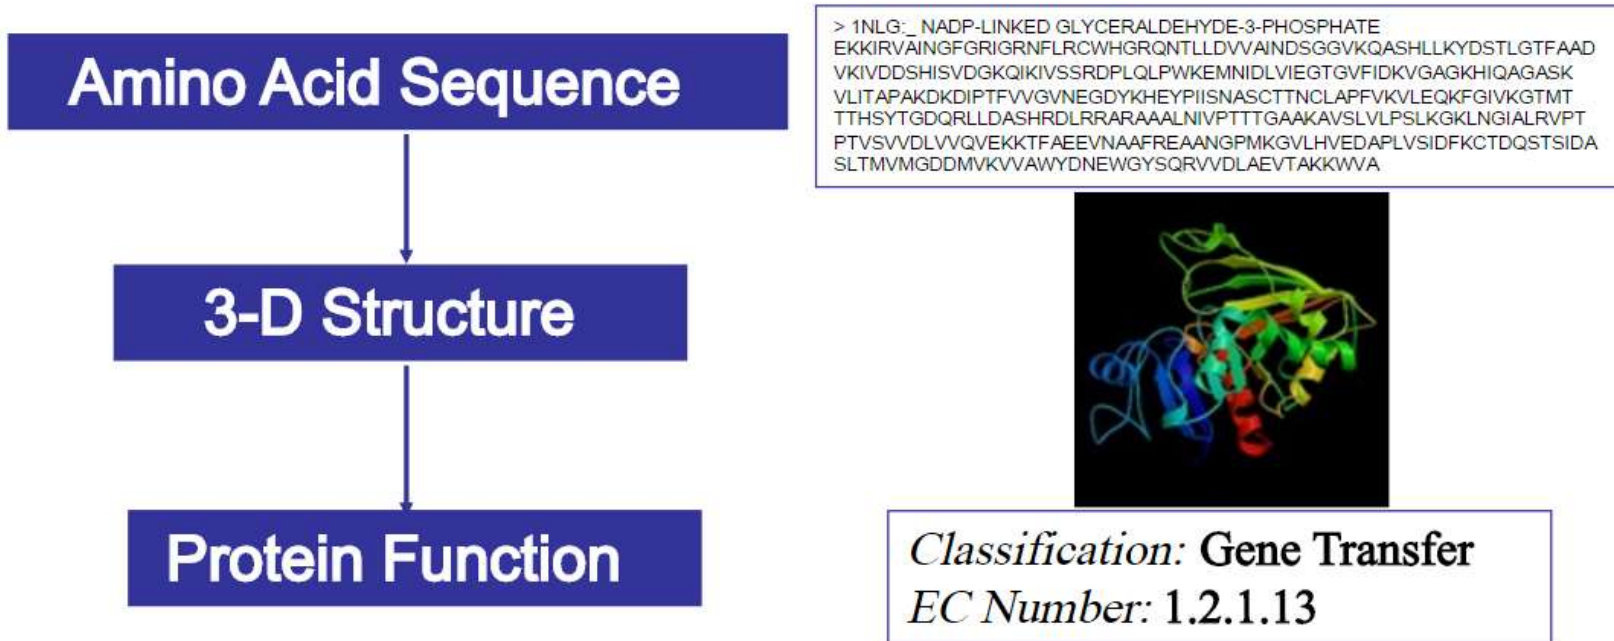 Amino Acid Sequence
3-D Structure
Protein Function
> 1NLG:_ NADP-LINKED GLYCERALDEHYDE-3-PHOSPHATE
EKKIRVAINGFGRIGRNFLRCWHGRQNTLLDVVAINDSGGVKQASHLLKYDSTLGTFAAD
VKIVDDSHISVDGKQIKIVSSRDPLQLPWKEMNIDLVIEGTGVFIDKVGAGKHIQAGASK
VLITAPAKDKDIPTFVVGVNEGDYKHEYPIISNASCTTNCLAPFVKVLEQKFGIVKGTMT
TTHSYTGDQRLLDASHRDLRRARAAALNIVPTTTGAAKAVSLVLPSLKGKLNGIALRVPT
PTVSVVDLVVQVEKKTFAEEVNAAFREAANGPMKGVLHVEDAPLVSIDFKCTDQSTSIDA
SLTMVMGDDMVKVVAWYDNEWGYSQRVVDLAEVTAKKWVA
Classification: Gene Transfer
EC Number: 1.2.1.13